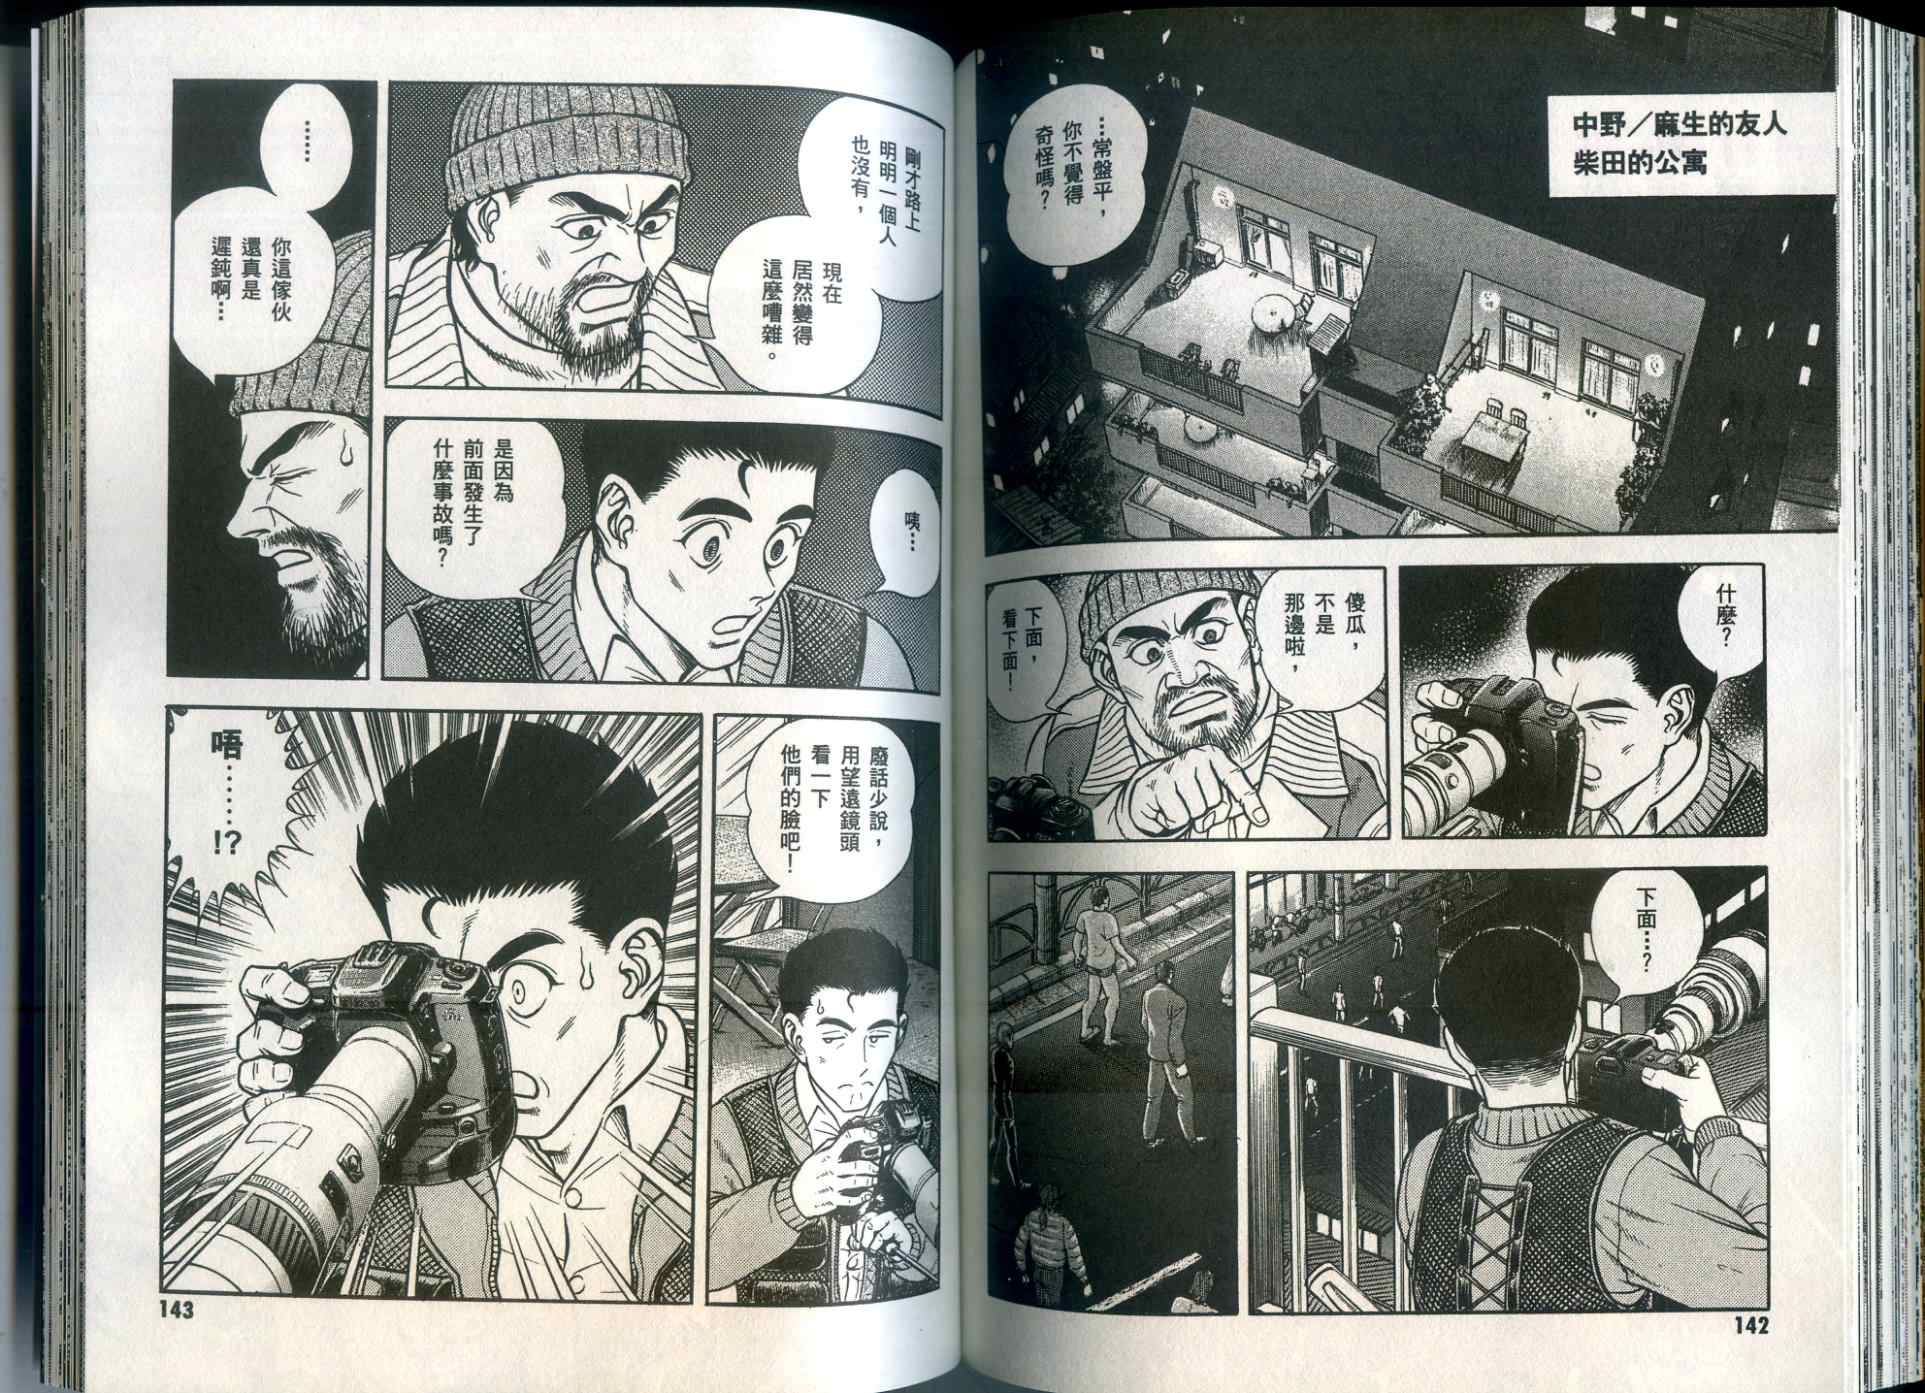 中野／麻生的友人
柴田的公寓
…常盤平，
你不覺得
奇怪嗎？
什麼？
傻瓜，
不是
那邊啦，
下面，
看下面！
下面…？
142
剛才路上
明明一個人
也沒有，
現在
居然變得
這麼嘈雜。
咦…
是因為
前面發生了
什麼事故嗎？
……
你這傢伙
還真是
遲鈍啊…
廢話少說，
用望遠鏡頭
看一下
他們的臉吧！
唔……!?
143